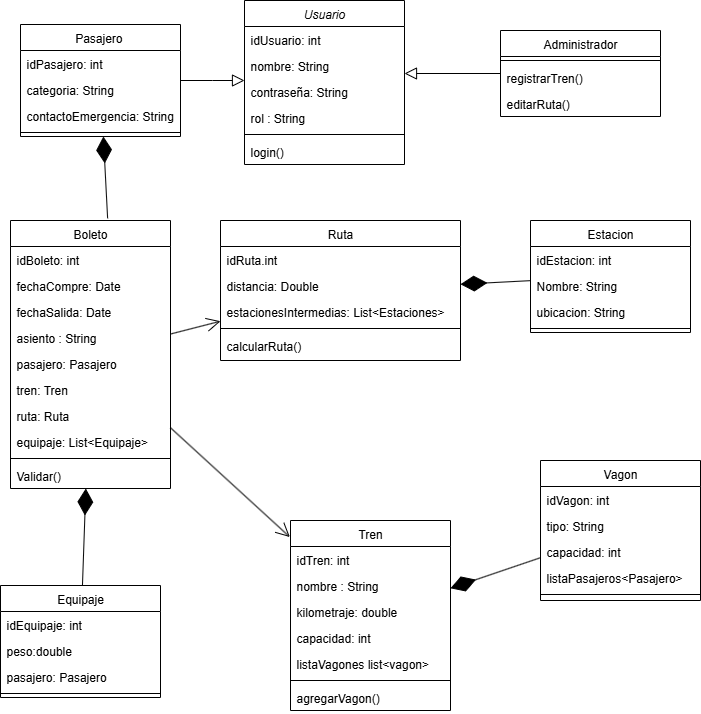 Usuario
idUsuario: int
nombre: String
contraseña: String
rol : String
login()
Pasajero
idPasajero: int
categoria: String
contactoEmergencia: String
Administrador
registrarTren()
editarRuta()
Boleto
idBoleto: int
fechaCompre: Date
fechaSalida: Date
asiento : String
pasajero: Pasajero
tren: Tren
ruta: Ruta
equipaje: List<Equipaje>
Validar()
Ruta
idRuta.int
distancia: Double
estacionesIntermedias: List<Estaciones>
calcularRuta()
Estacion
idEstacion: int
Nombre: String
ubicacion: String
Equipaje
idEquipaje: int
peso:double
pasajero: Pasajero
Tren
idTren: int
nombre : String
kilometraje: double
capacidad: int
listaVagones list<vagon>
agregarVagon()
Vagon
idVagon: int
tipo: String
capacidad: int
listaPasajeros<Pasajero>